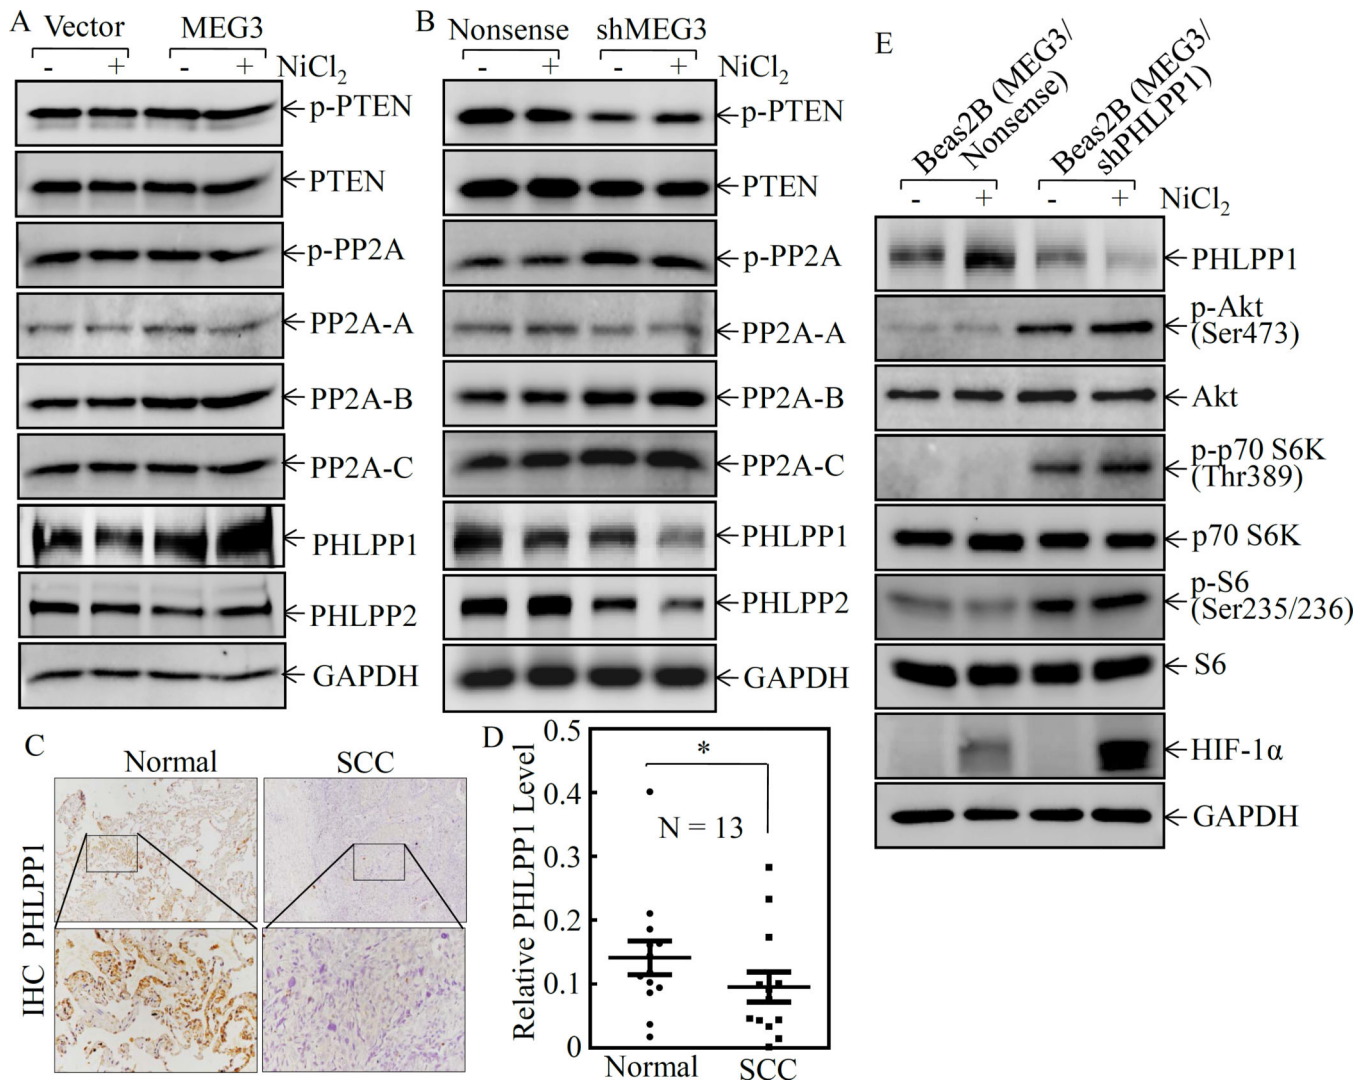 A
Vector MEG3
- + - + NiCl2
p-PTEN
PTEN
p-PP2A
PP2A-A
PP2A-B
PP2A-C
PHLPP1
PHLPP2
GAPDH
B
Nonsense shMEG3
- + - + NiCl2
p-PTEN
PTEN
p-PP2A
PP2A-A
PP2A-B
PP2A-C
PHLPP1
PHLPP2
GAPDH
C
Normal SCC
IHC PHLPP1
D
Relative PHLPP1 Level
0.5
0.4
0.3
0.2
0.1
0
*
N = 13
Normal SCC
E
Beas2B (MEG3/
Nonsense)
Beas2B (MEG3/
shPHLPP1)
- + - + NiCl2
PHLPP1
p-Akt
(Ser473)
Akt
p-p70 S6K
(Thr389)
p70 S6K
p-S6
(Ser235/236)
S6
HIF-1α
GAPDH